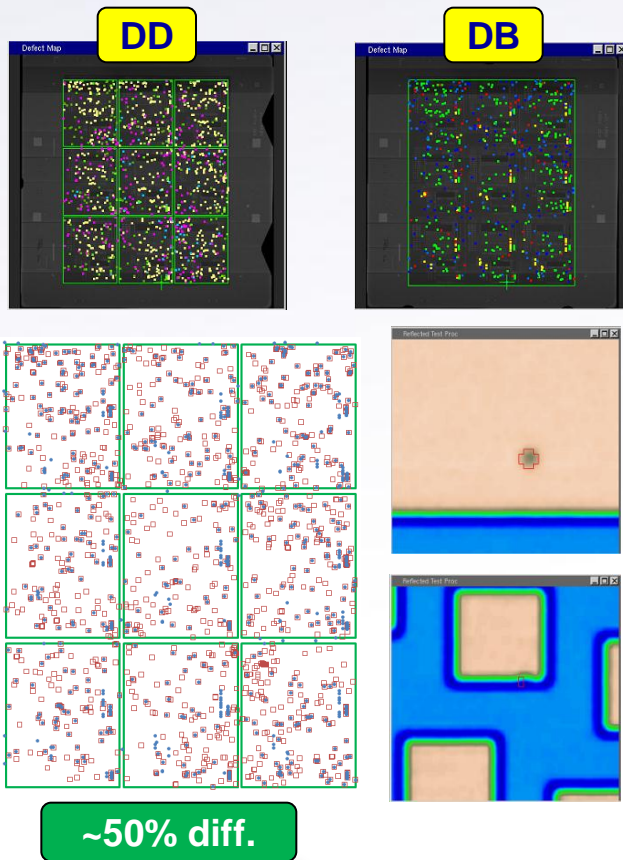 DD
DB
Defect Map
Defect Map
Reflected Test Proc
Reflected Test Proc
~50% diff.